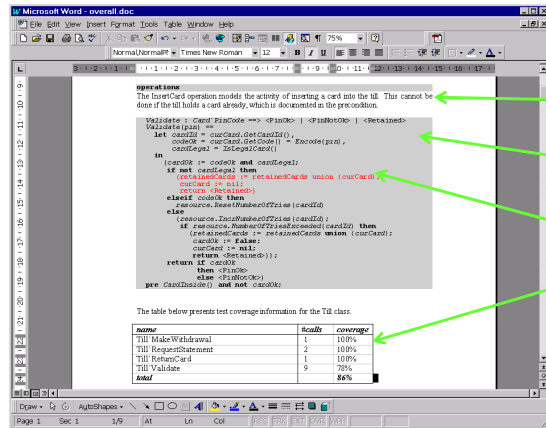 Microsoft Word - overall.doc
File Edit View Insert Format Tools Table Window Help
75%
Normal,NormalPN Times New Roman 12 B I U
operations
The InsertCard operation models the activity of inserting a card into the till. This cannot be
done if the till holds a card already, which is documented in the precondition.
Validate : Card`PinCode ==> <PinOk> | <PinNotOk> | <Retained>
Validate(pin) ==
let cardId = curCard.GetCardId(),
codeOk = curCard.GetCode() = Encode(pin),
cardLegal = IsLegalCard()
in
(cardOk := codeOk and cardLegal;
if not cardLegal then
(retainedCards := retainedCards union {curCard};
curCard := nil;
return <Retained>)
elseif codeOk then
resource.ResetNumberOfTries(cardId)
else
(resource.IncrNumberOfTries(cardId);
if resource.NumberOfTriesExceeded(cardId) then
(retainedCards := retainedCards union {curCard};
cardOk := false;
curCard := nil;
return <Retained>));
return if cardOk
then <PinOk>
else <PinNotOk>)
pre CardInside() and not cardOk;
The table below presents test coverage information for the Till class.
name #calls coverage
Till`MakeWithdrawal 1 100%
Till`RequestStatement 2 100%
Till`ReturnCard 1 100%
Till`Validate 9 78%
total 86%
Draw AutoShapes
Page 1 Sec 1 1/9 At Ln Col REC TRK EXT OVR WPH